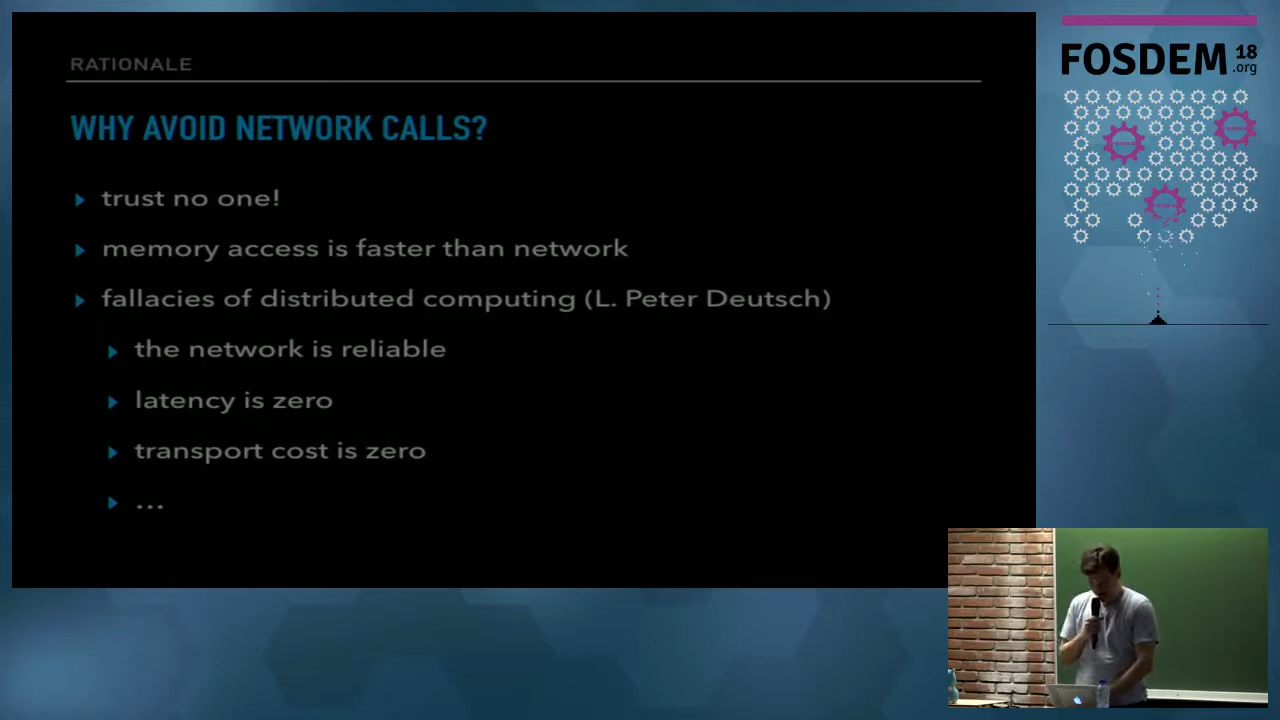 RATIONALE
WHY AVOID NETWORK CALLS?
trust no one!
memory access is faster than network
fallacies of distributed computing (L. Peter Deutsch)
the network is reliable
latency is zero
transport cost is zero
...
FOSDEM 18
.org